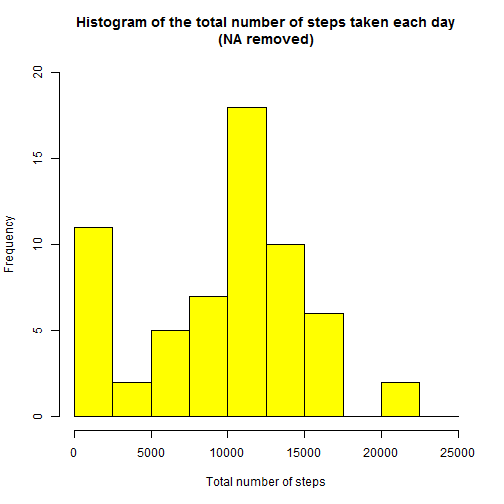 Histogram of the total number of steps taken each day
(NA removed)
Frequency
20
15
10
5
0
0 5000 10000 15000 20000 25000
Total number of steps